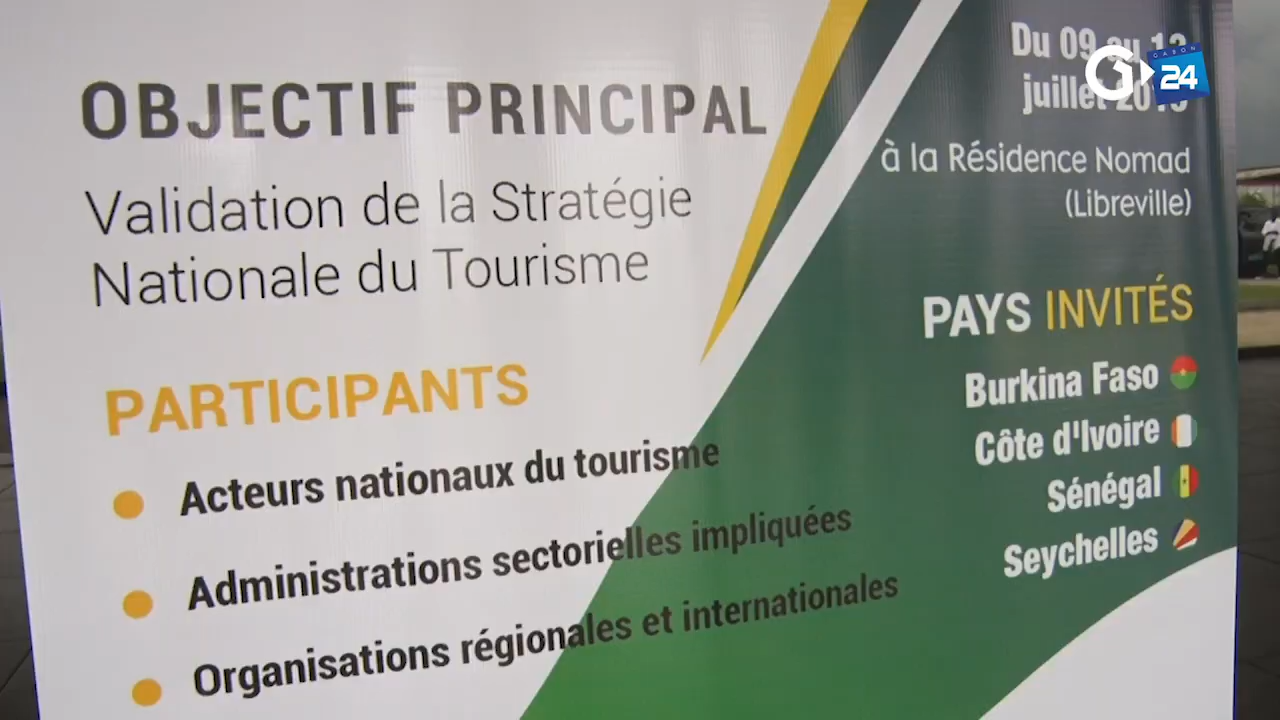 OBJECTIF PRINCIPAL
Validation de la Stratégie
Nationale du Tourisme
PARTICIPANTS
Acteurs nationaux du tourisme
Administrations sectorielles impliquées
Organisations régionales et internationales
Du 09 au
juillet
à la Résidence Nomad
(Libreville)
PAYS INVITÉS
Burkina Faso
Côte d'Ivoire
Sénégal
Seychelles
GABON
24